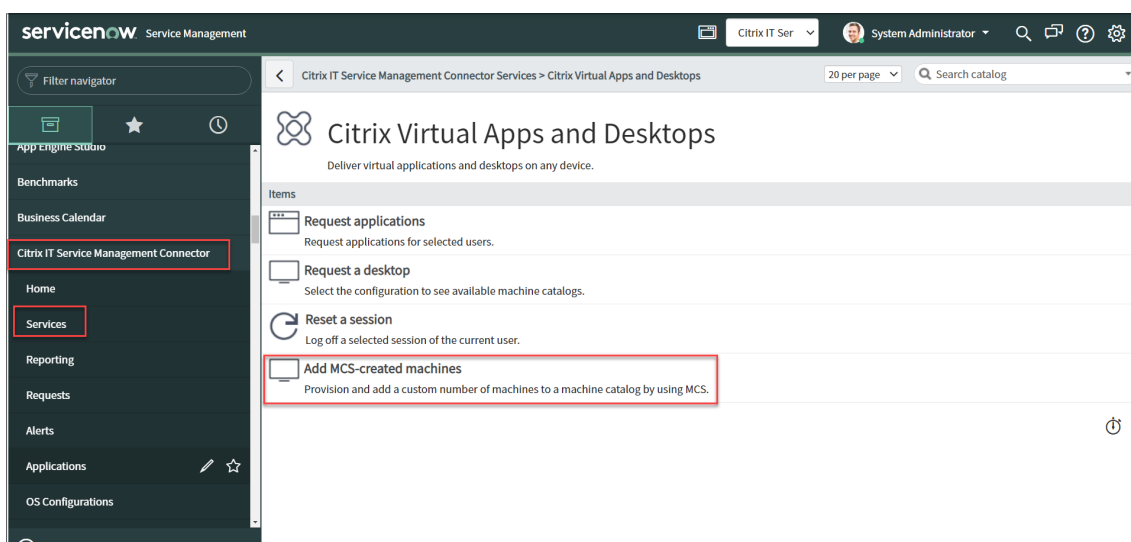 servicenow. Service Management
Citrix IT Ser
System Administrator
Filter navigator
Citrix IT Service Management Connector Services > Citrix Virtual Apps and Desktops
20 per page
Search catalog
App Engine Studio
Benchmarks
Business Calendar
Citrix IT Service Management Connector
Home
Services
Reporting
Requests
Alerts
Applications
OS Configurations
Citrix Virtual Apps and Desktops
Deliver virtual applications and desktops on any device.
Items
Request applications
Request applications for selected users.
Request a desktop
Select the configuration to see available machine catalogs.
Reset a session
Log off a selected session of the current user.
Add MCS-created machines
Provision and add a custom number of machines to a machine catalog by using MCS.